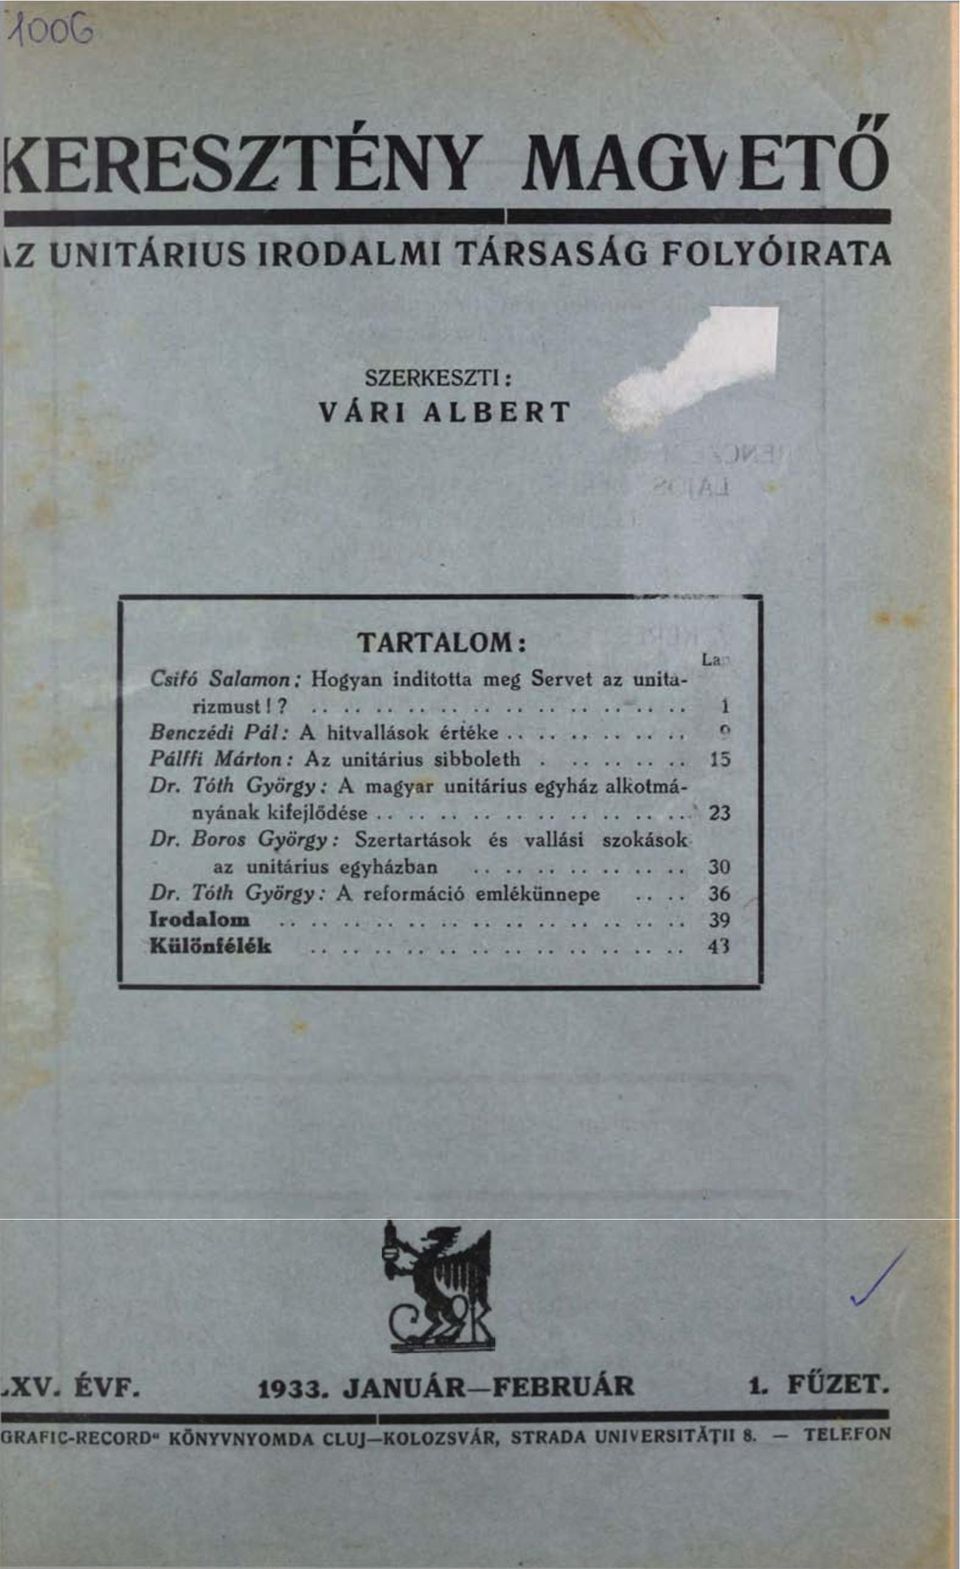 1006
KERESZTÉNY MAGVETŐ
AZ UNITÁRIUS IRODALMI TÁRSASÁG FOLYÓIRATA
SZERKESZTI:
VÁRI ALBERT
TARTALOM:
Lap
Csifó Salamon: Hogyan inditotta meg Servet az unitá-
rizmust!? .. .. .. .. .. .. .. .. .. .. .. .. 1
Benczédi Pál: A hitvallások értéke .. .. .. .. .. .. 9
Pálffi Márton: Az unitárius sibboleth . .. .. .. .. 15
Dr. Tóth György: A magyar unitárius egyház alkotmá-
nyának kifejlődése .. .. .. .. .. .. .. .. .. .. 23
Dr. Boros György: Szertartások és vallási szokások
az unitárius egyházban .. .. .. .. .. .. .. 30
Dr. Tóth György: A reformáció emlékünnepe .. .. 36
Irodalom .. .. .. .. .. .. .. .. .. .. .. .. .. 39
Különfélék .. .. .. .. .. .. .. .. .. .. .. .. 43
XV. ÉVF. 1933. JANUÁR—FEBRUÁR 1. FŰZET.
GRAFIC-RECORD" KÖNYVNYOMDA CLUJ—KOLOZSVÁR, STRADA UNIVERSITĂȚII 8. — TELEFON